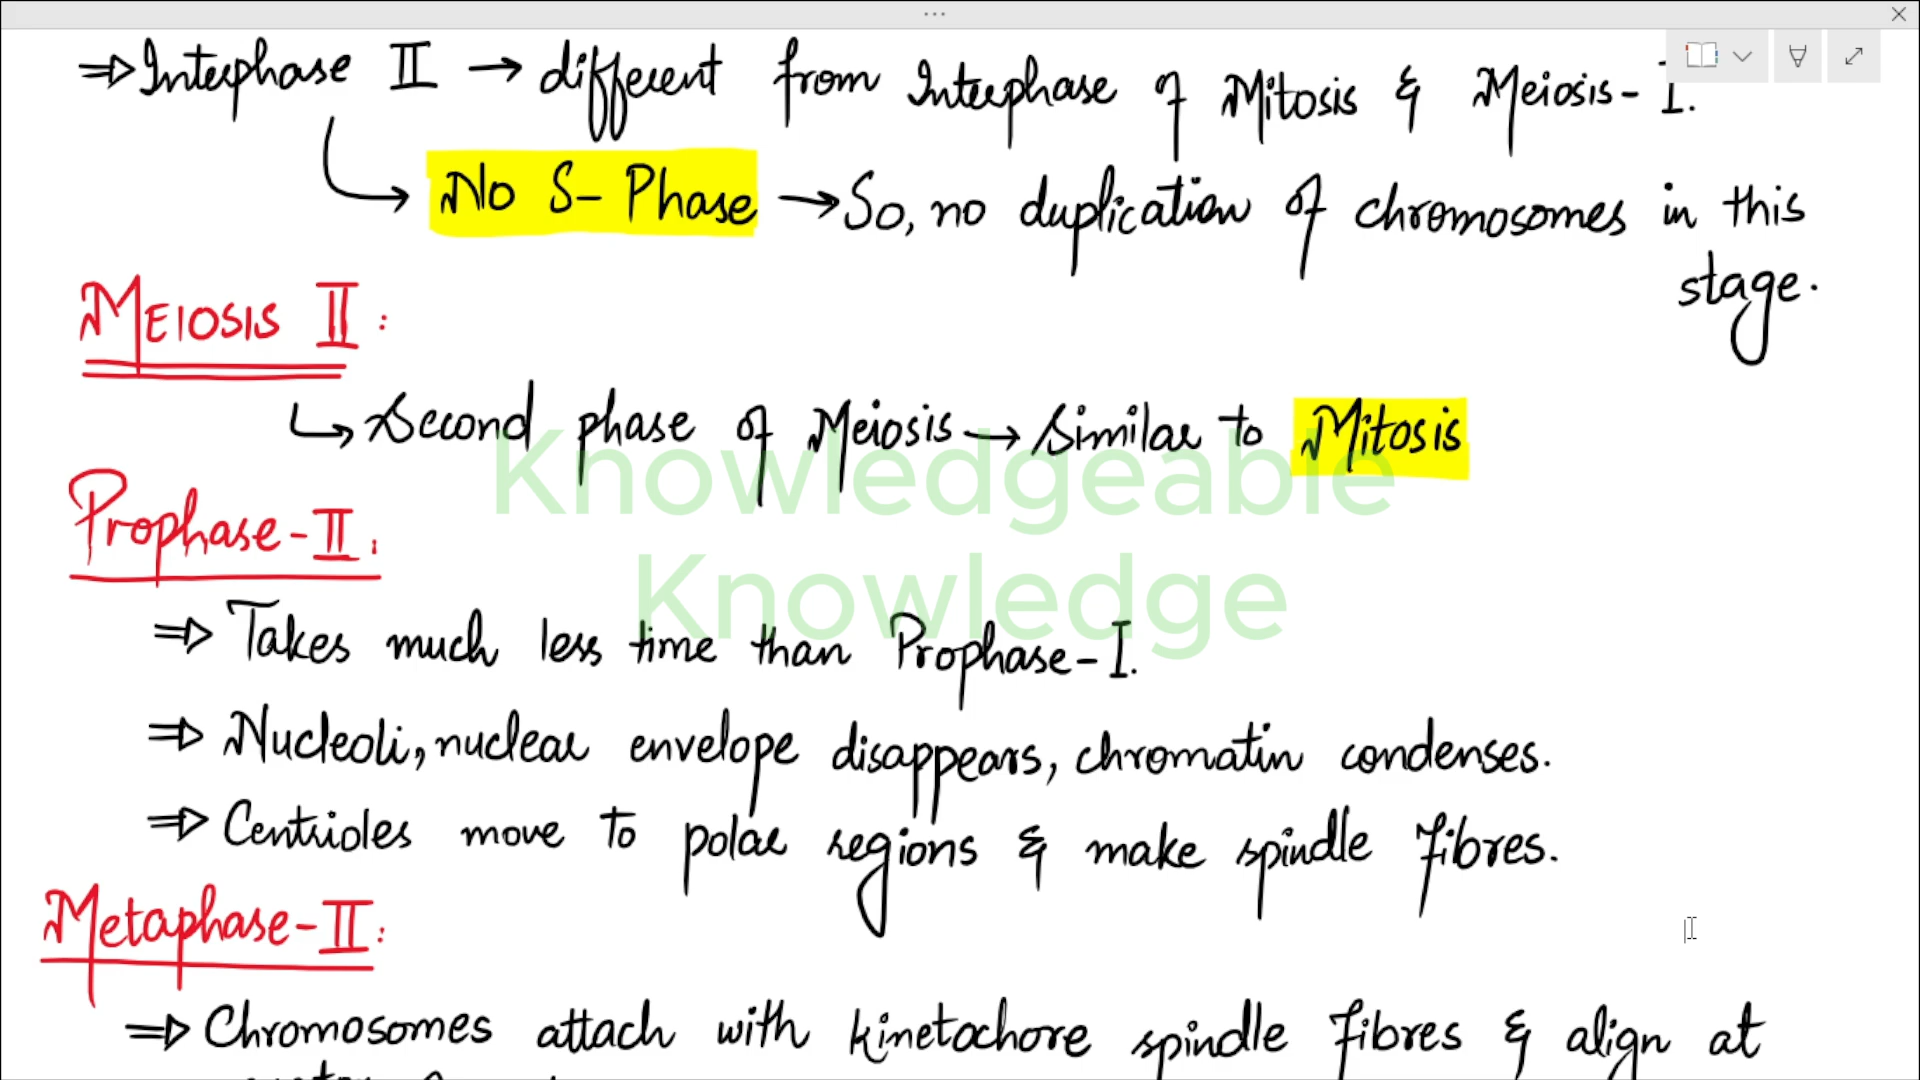 ⇒ Interphase II → different from Interphase of Mitosis & Meiosis-I.
↳ No S-Phase → So, no duplication of chromosomes in this
stage.
MEIOSIS II:
↳ Second phase of Meiosis → Similar to Mitosis
Knowledgeable
Knowledge
Prophase-II:
⇒ Takes much less time than Prophase-I.
⇒ Nucleoli, nuclear envelope disappears, chromatin condenses.
⇒ Centrioles move to polar regions & make spindle fibres.
Metaphase-II:
⇒ Chromosomes attach with kinetochore spindle fibres & align at